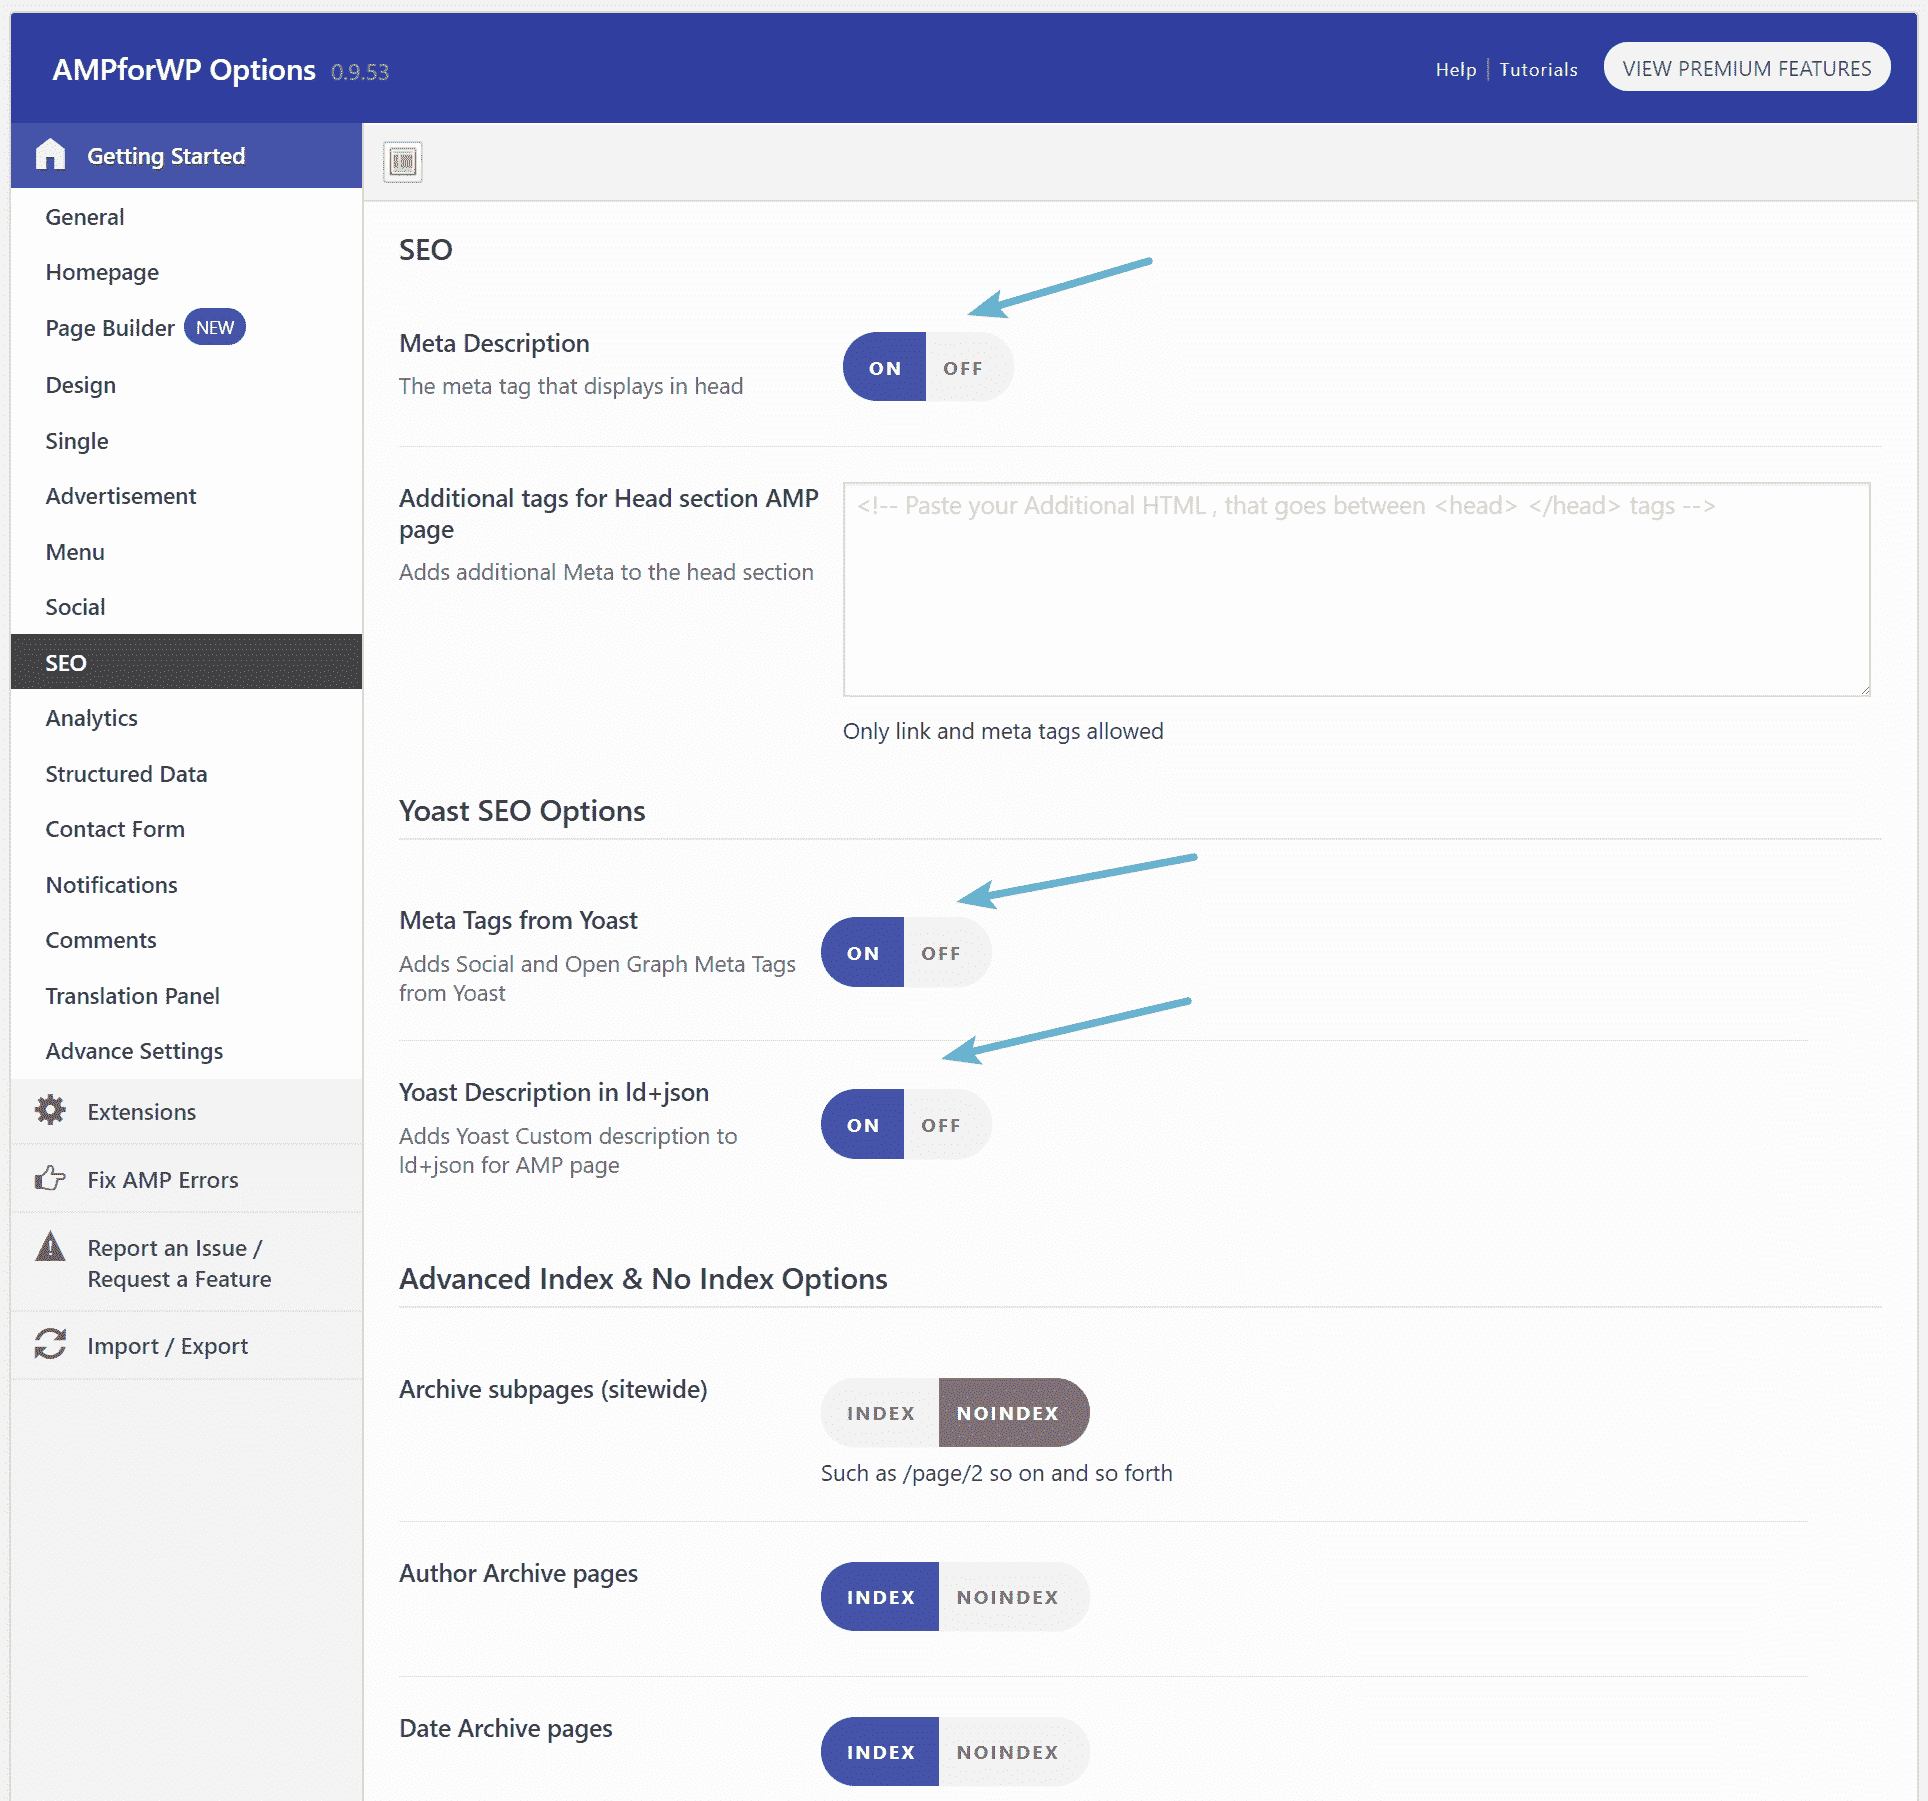 AMPforWP Options 0.9.53
Help | Tutorials
VIEW PREMIUM FEATURES
Getting Started
General
Homepage
Page Builder NEW
Design
Single
Advertisement
Menu
Social
SEO
Analytics
Structured Data
Contact Form
Notifications
Comments
Translation Panel
Advance Settings
Extensions
Fix AMP Errors
Report an Issue /
Request a Feature
Import / Export
SEO
Meta Description
The meta tag that displays in head
ON OFF
Additional tags for Head section AMP
page
Adds additional Meta to the head section
<!-- Paste your Additional HTML , that goes between <head> </head> tags -->
Only link and meta tags allowed
Yoast SEO Options
Meta Tags from Yoast
Adds Social and Open Graph Meta Tags
from Yoast
ON OFF
Yoast Description in ld+json
Adds Yoast Custom description to
ld+json for AMP page
ON OFF
Advanced Index & No Index Options
Archive subpages (sitewide)
INDEX NOINDEX
Such as /page/2 so on and so forth
Author Archive pages
INDEX NOINDEX
Date Archive pages
INDEX NOINDEX